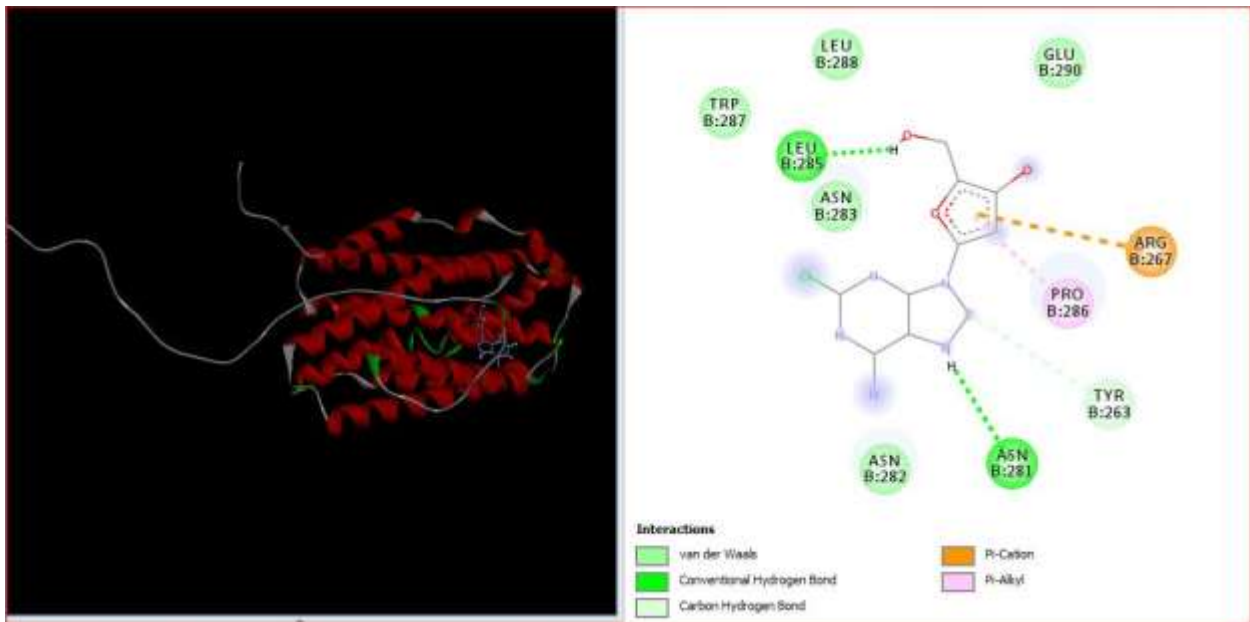 LEU
B:288
GLU
B:290
TRP
B:287
LEU
B:285
H
O
O
ASN
B:283
O
ARG
B:267
PRO
B:286
H
TYR
B:263
ASN
B:282
ASN
B:281
Interactions
van der Waals
Conventional Hydrogen Bond
Carbon Hydrogen Bond
Pi-Cation
Pi-Alkyl